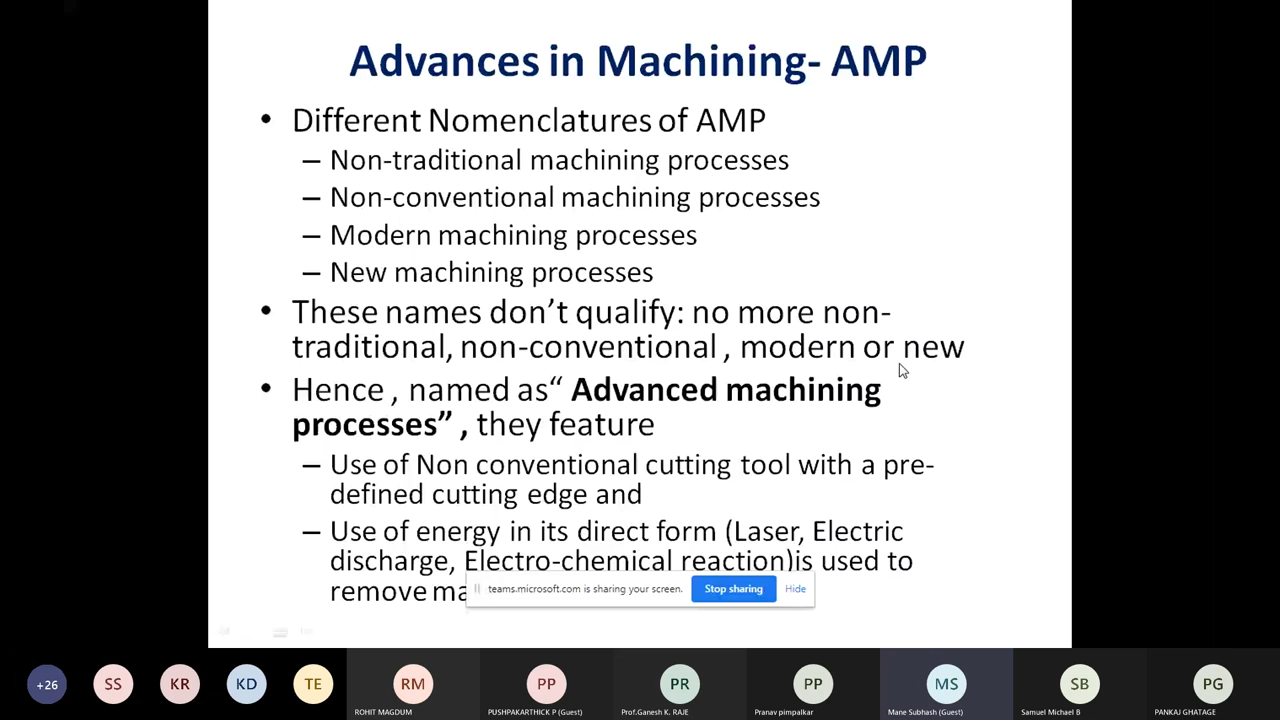 Advances in Machining- AMP
• Different Nomenclatures of AMP
– Non-traditional machining processes
– Non-conventional machining processes
– Modern machining processes
– New machining processes
• These names don’t qualify: no more non-
traditional, non-conventional , modern or new
• Hence , named as“ Advanced machining
processes” , they feature
– Use of Non conventional cutting tool with a pre-
defined cutting edge and
– Use of energy in its direct form (Laser, Electric
discharge, Electro-chemical reaction)is used to
remove
teams.microsoft.com is sharing your screen. Stop sharing Hide
+26 SS KR KD TE RM PP PR PP MS SB PG
ROHIT MAGDUM PUSHPAKARTHICK P (Guest) Prof.Ganesh K. RAJE Pranav pimpalkar Mane Subhash (Guest) Samuel Michael B PANKAJ GHATAGE